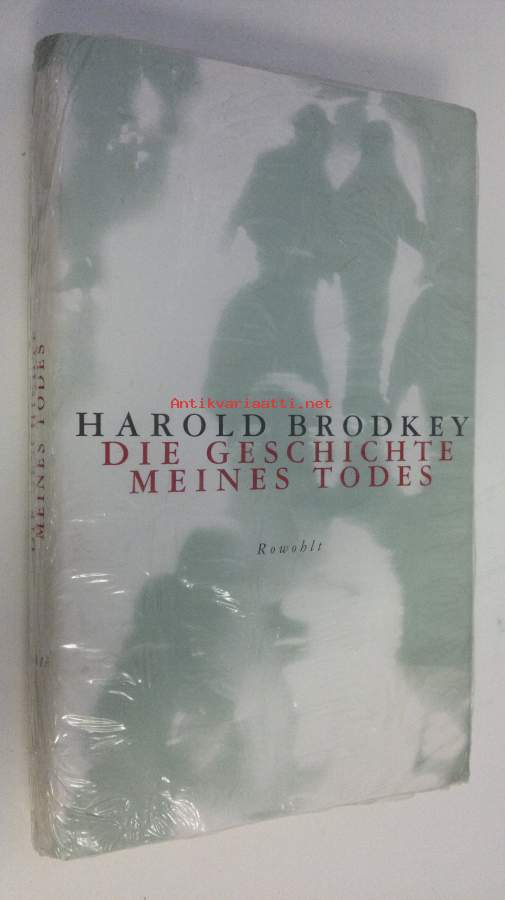 Antikvariaatti.net
HAROLD BRODKEY
DIE GESCHICHTE
MEINES TODES
Rowohlt
MEINES TODES